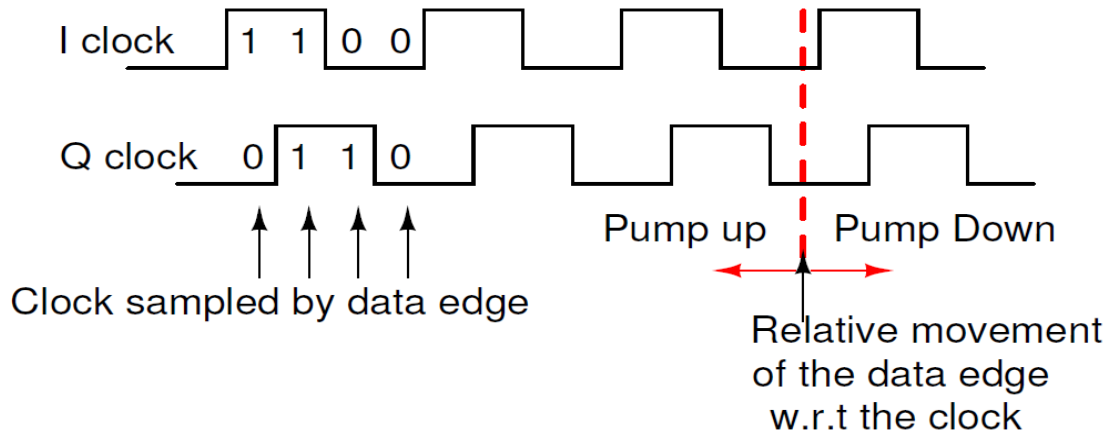 I clock 1 1 0 0
Q clock 0 1 1 0
Pump up Pump Down
Clock sampled by data edge
Relative movement
of the data edge
w.r.t the clock